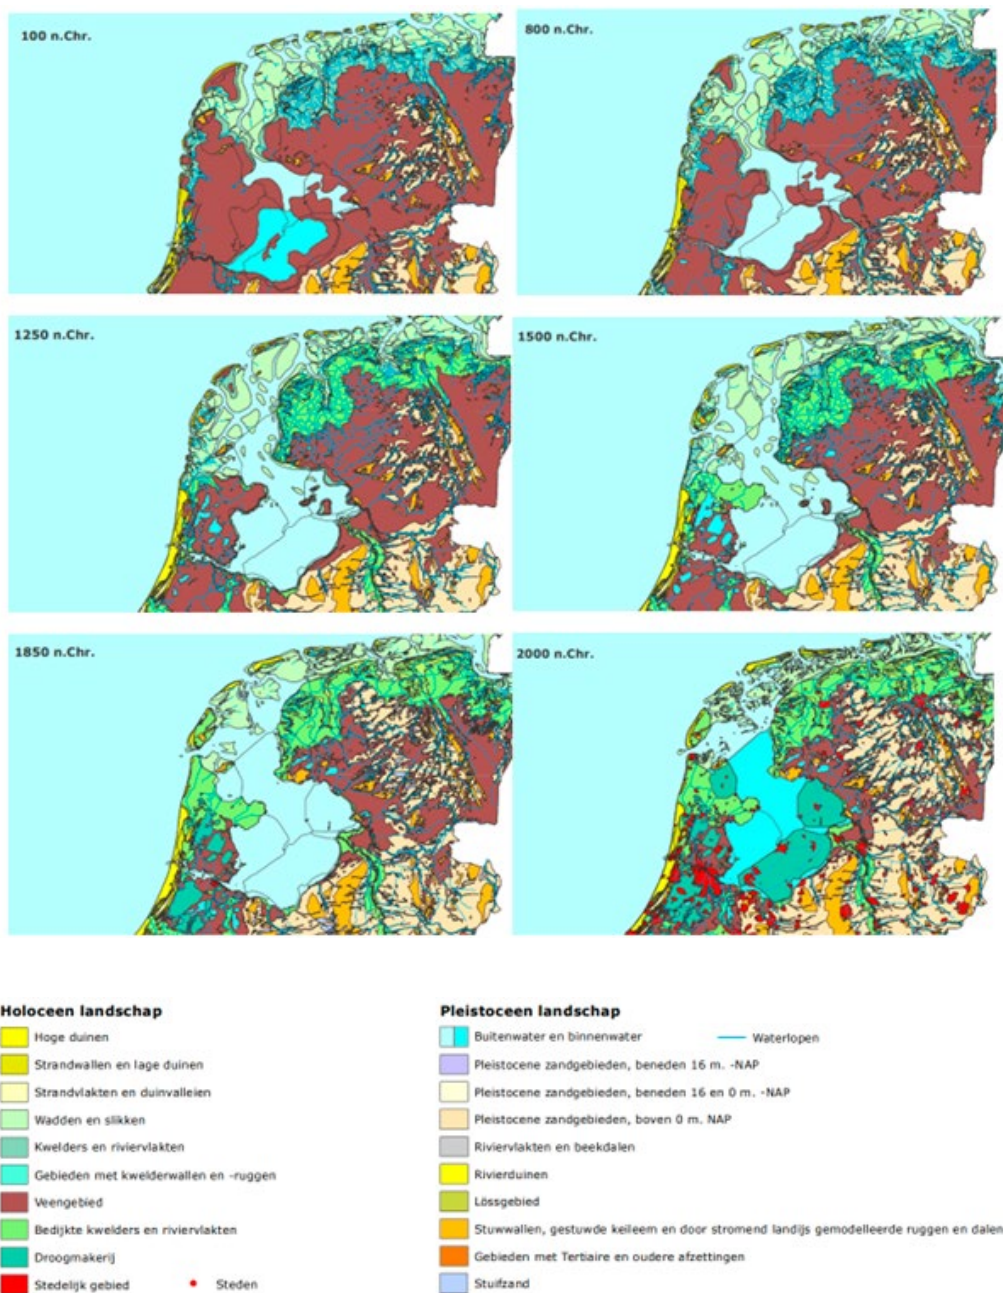 100 n.Chr.
800 n.Chr.
1250 n.Chr.
1500 n.Chr.
1850 n.Chr.
2000 n.Chr.
Holoceen landschap
Hoge duinen
Strandwallen en lage duinen
Strandvlakten en duinvalleien
Wadden en slikken
Kwelders en riviervlakten
Gebieden met kwelderwallen en -ruggen
Veengebied
Bedijkte kwelders en riviervlakten
Droogmakerij
Stedelijk gebied
Steden
Pleistoceen landschap
Buitenwater en binnenwater
Waterlopen
Pleistocene zandgebieden, beneden 16 m. -NAP
Pleistocene zandgebieden, beneden 16 en 0 m. -NAP
Pleistocene zandgebieden, boven 0 m. NAP
Riviervlakten en beekdalen
Rivierduinen
Lössgebied
Stuwwallen, gestuwde keileem en door stromend landijs gemodelleerde ruggen en dalen
Gebieden met Tertiaire en oudere afzettingen
Stuifzand